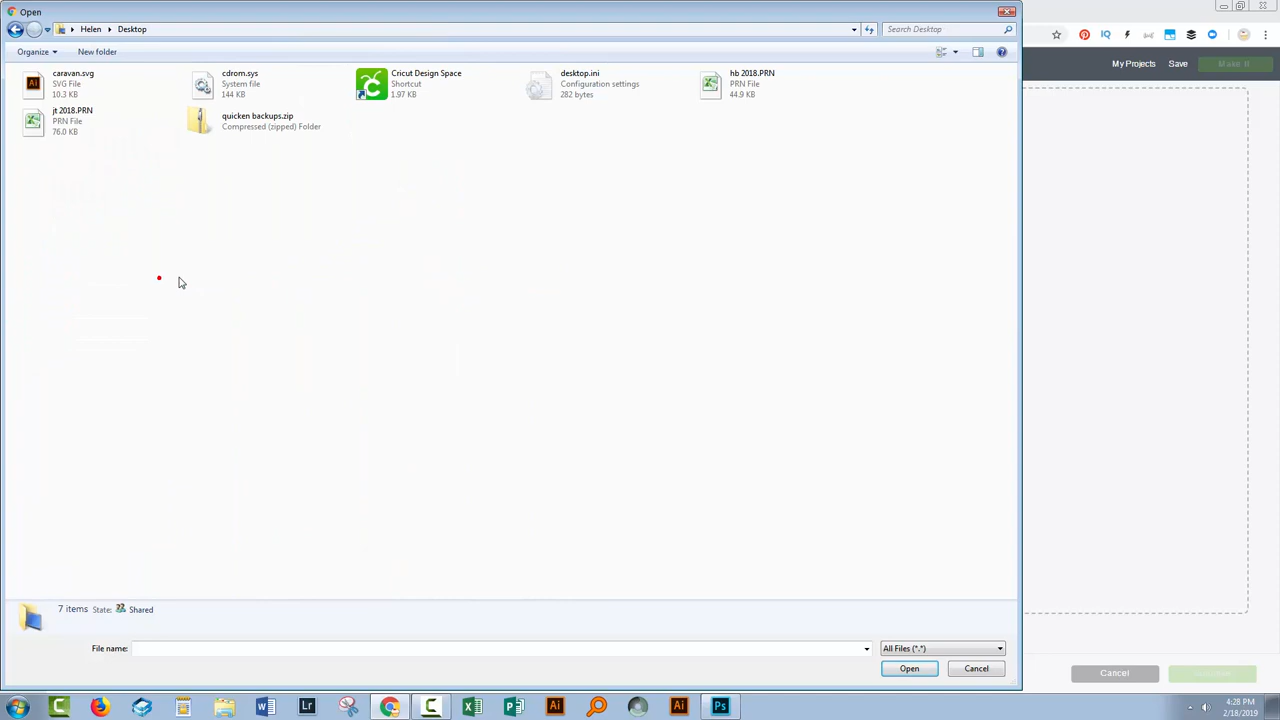 Open
Helen Desktop
Search Desktop
My Projects Save Make It
Organize New folder
caravan.svg
SVG File
10.3 KB
cdrom.sys
System file
144 KB
Cricut Design Space
Shortcut
1.97 KB
desktop.ini
Configuration settings
282 bytes
hb 2018.PRN
PRN File
44.9 KB
jt 2018.PRN
PRN File
76.0 KB
quicken backups.zip
Compressed (zipped) Folder
7 items State: Shared
File name:
All Files (*.*)
Open Cancel
Cancel
4:28 PM
2/18/2019